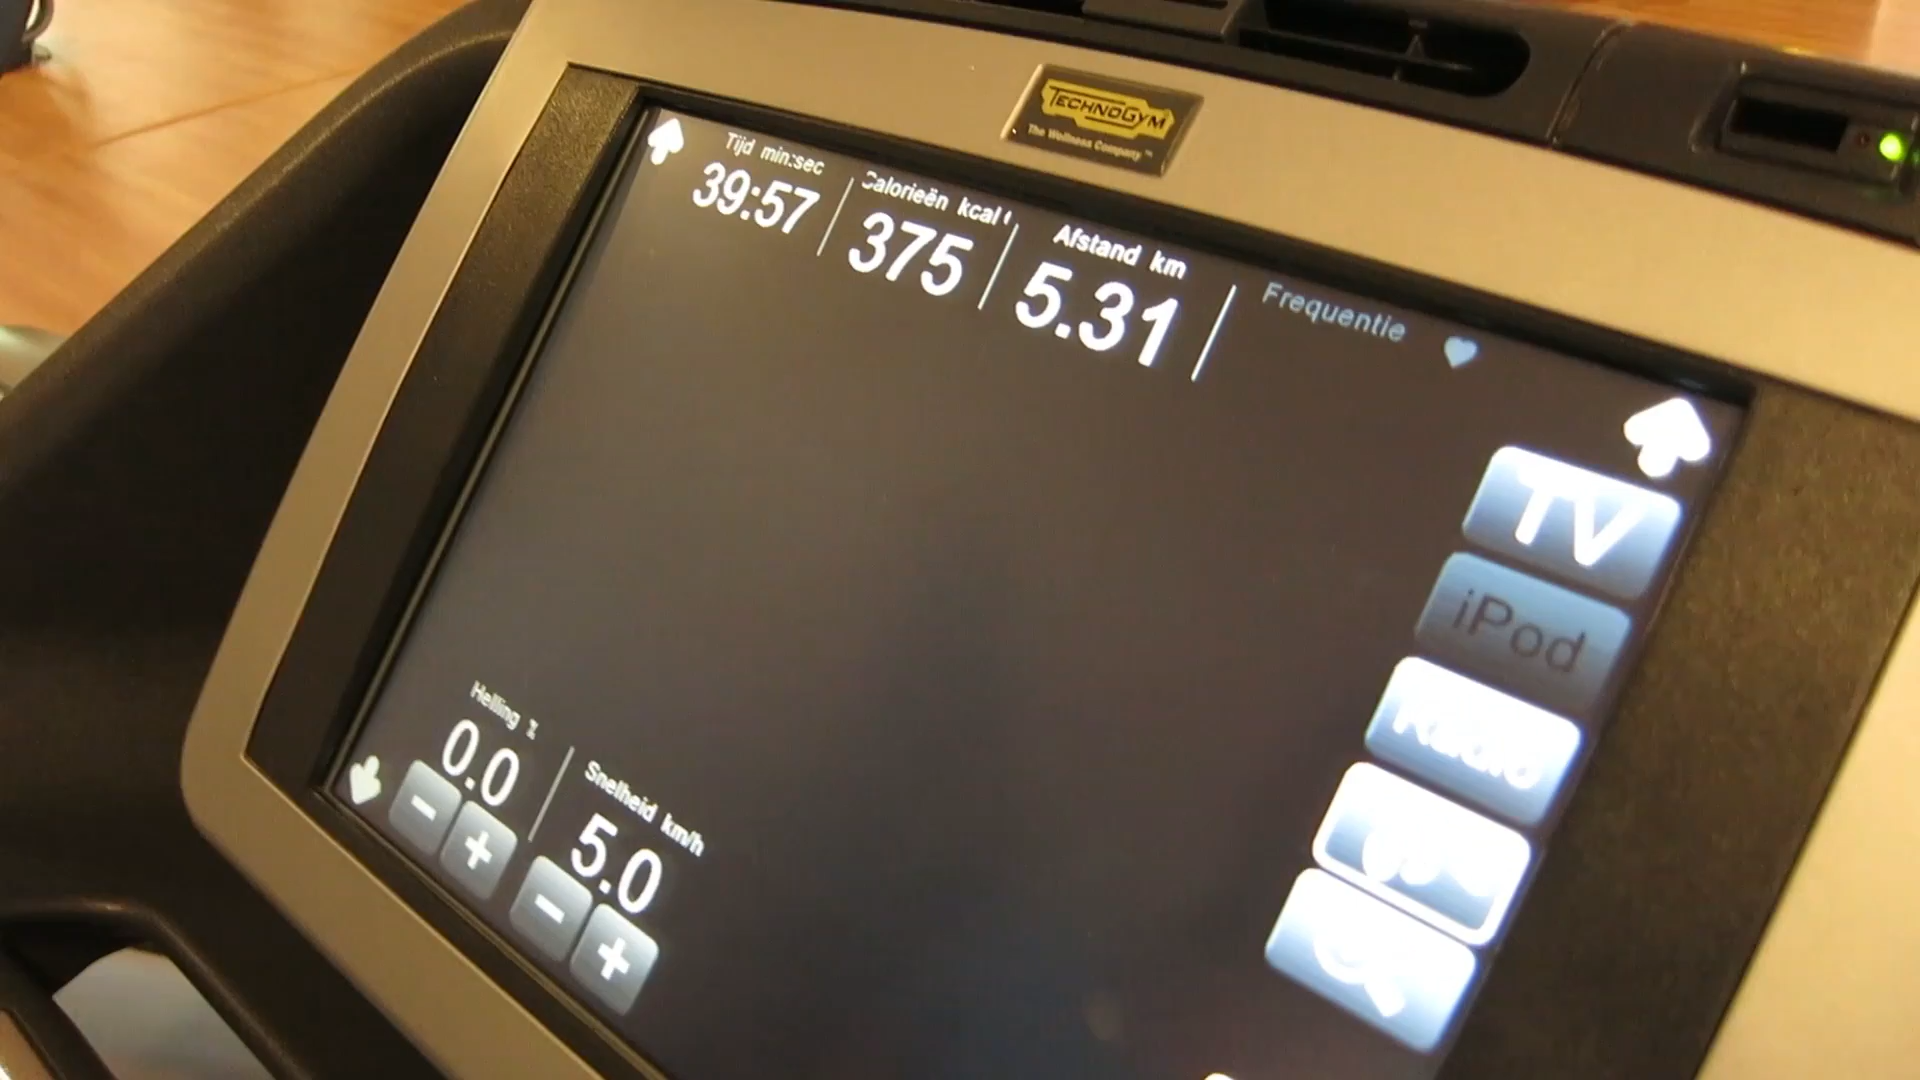 TECHNOGYM
The Wellness Company™
Tijd min:sec
39:57
Calorieën kcal
375
Afstand km
5.31
Frequentie
TV
iPod
Radio
Helling %
0.0
- +
Snelheid km/h
5.0
- +